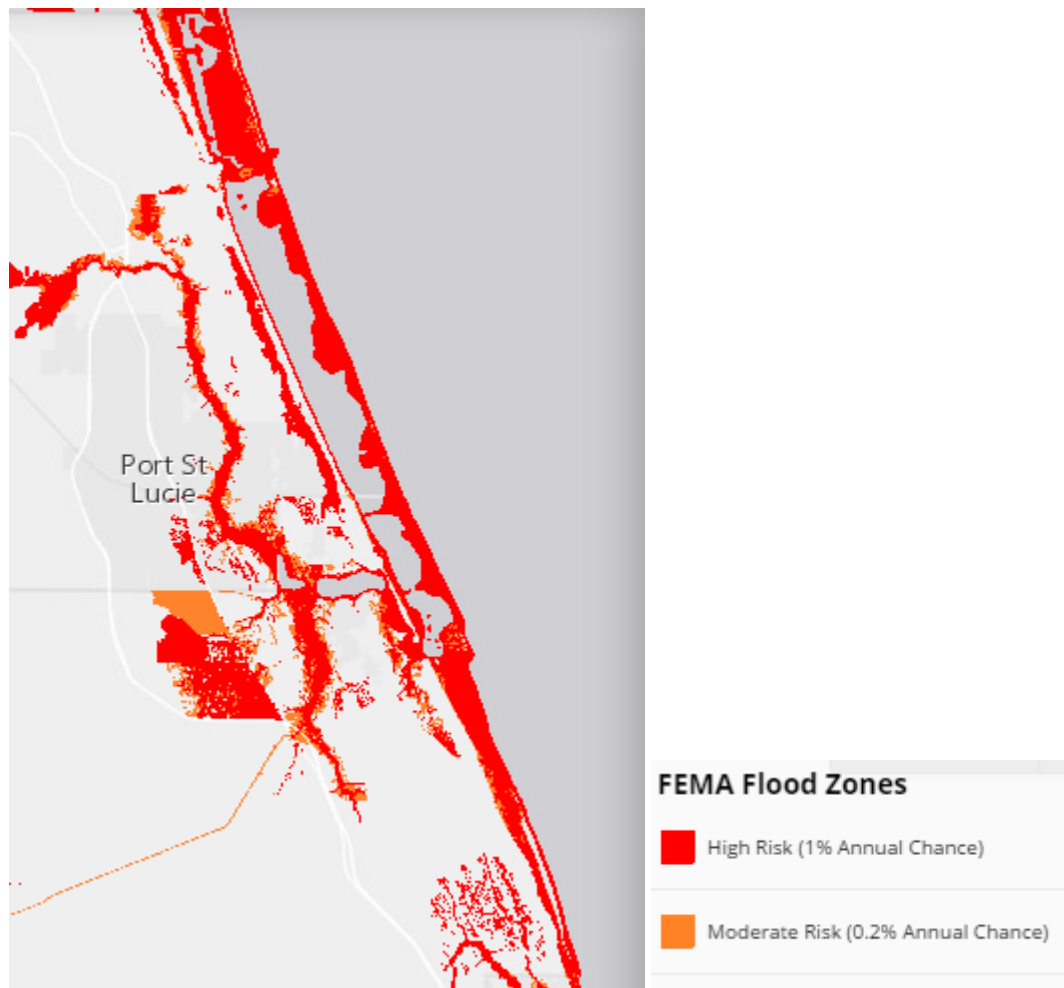 Port St
Lucie
FEMA Flood Zones
High Risk (1% Annual Chance)
Moderate Risk (0.2% Annual Chance)